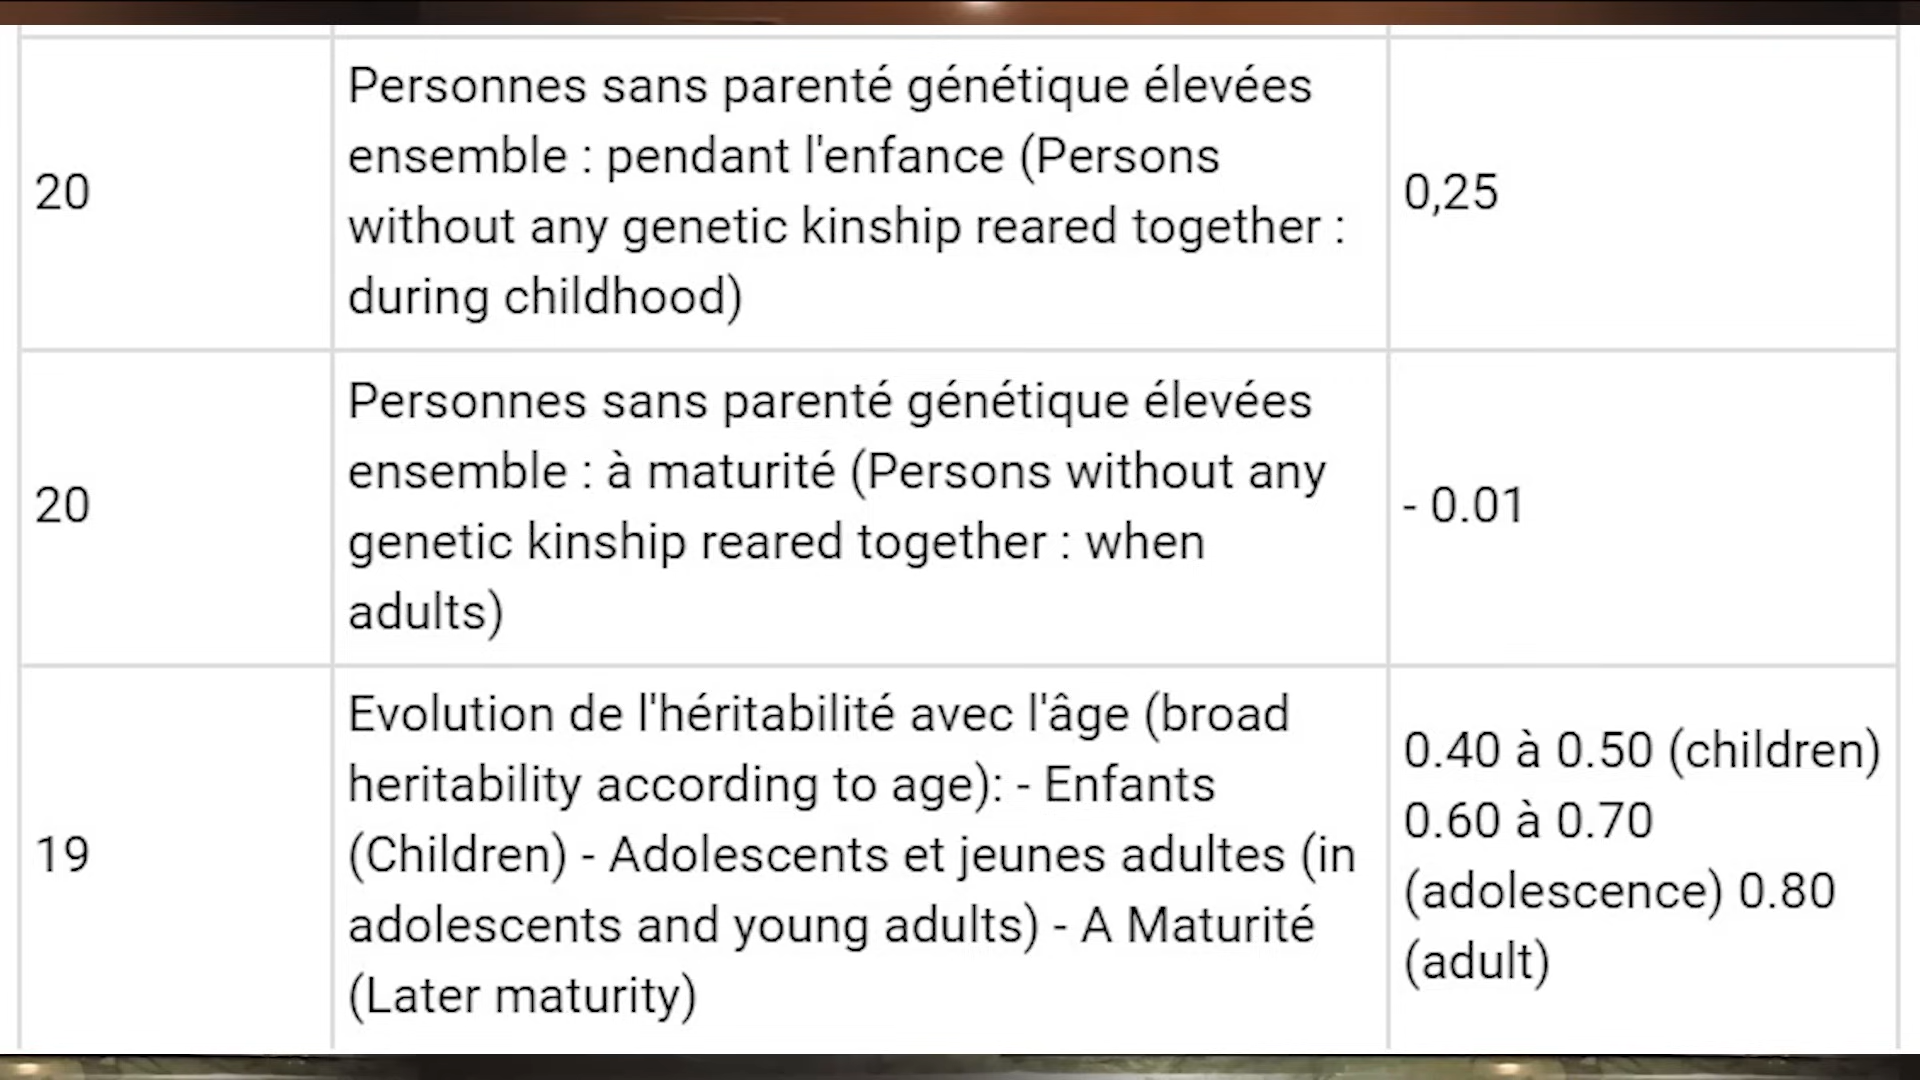 20
Personnes sans parenté génétique élevées
ensemble : pendant l'enfance (Persons
without any genetic kinship reared together :
during childhood)
0,25
20
Personnes sans parenté génétique élevées
ensemble : à maturité (Persons without any
genetic kinship reared together : when
adults)
- 0.01
19
Evolution de l'héritabilité avec l'âge (broad
heritability according to age): - Enfants
(Children) - Adolescents et jeunes adultes (in
adolescents and young adults) - A Maturité
(Later maturity)
0.40 à 0.50 (children)
0.60 à 0.70
(adolescence) 0.80
(adult)